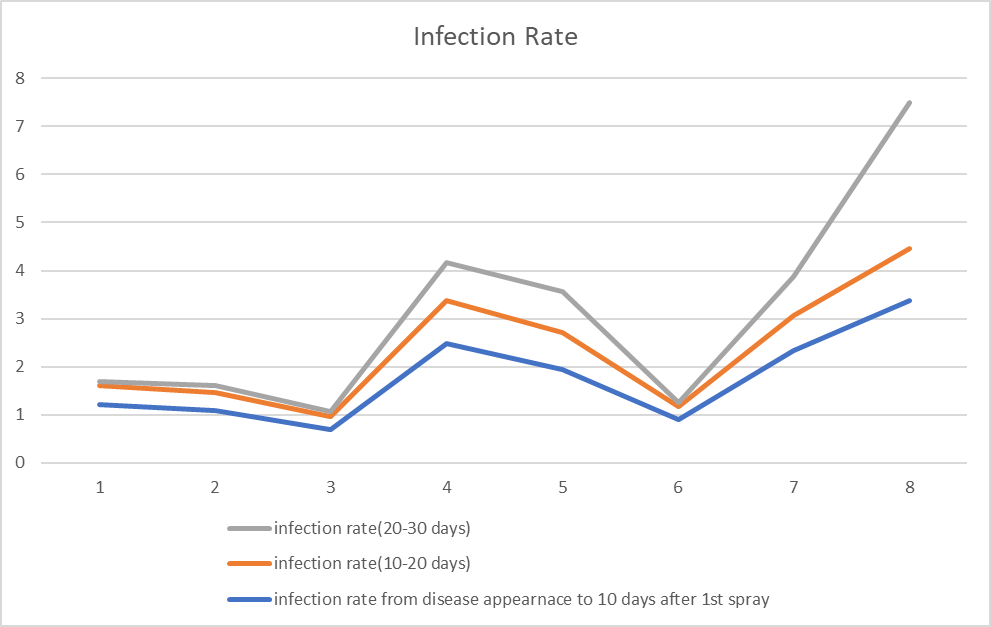 Infection Rate
8
7
6
5
4
3
2
1
0
1 2 3 4 5 6 7 8
infection rate(20-30 days)
infection rate(10-20 days)
infection rate from disease appearnace to 10 days after 1st spray